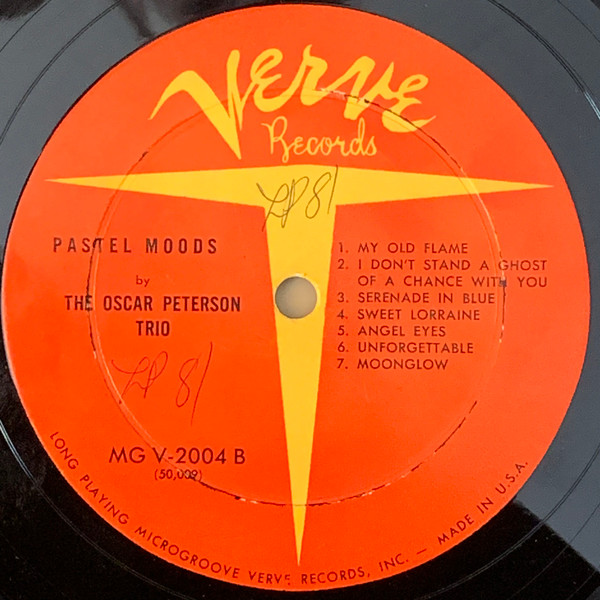 Verve
Records
LP 81
PASTEL MOODS
by
THE OSCAR PETERSON
TRIO
LP 81
MG V-2004 B
(50,009)
1. MY OLD FLAME
2. I DON'T STAND A GHOST
OF A CHANCE WITH YOU
3. SERENADE IN BLUE
4. SWEET LORRAINE
5. ANGEL EYES
6. UNFORGETTABLE
7. MOONGLOW
LONG PLAYING MICROGROOVE VERVE RECORDS, INC. — MADE IN U.S.A.